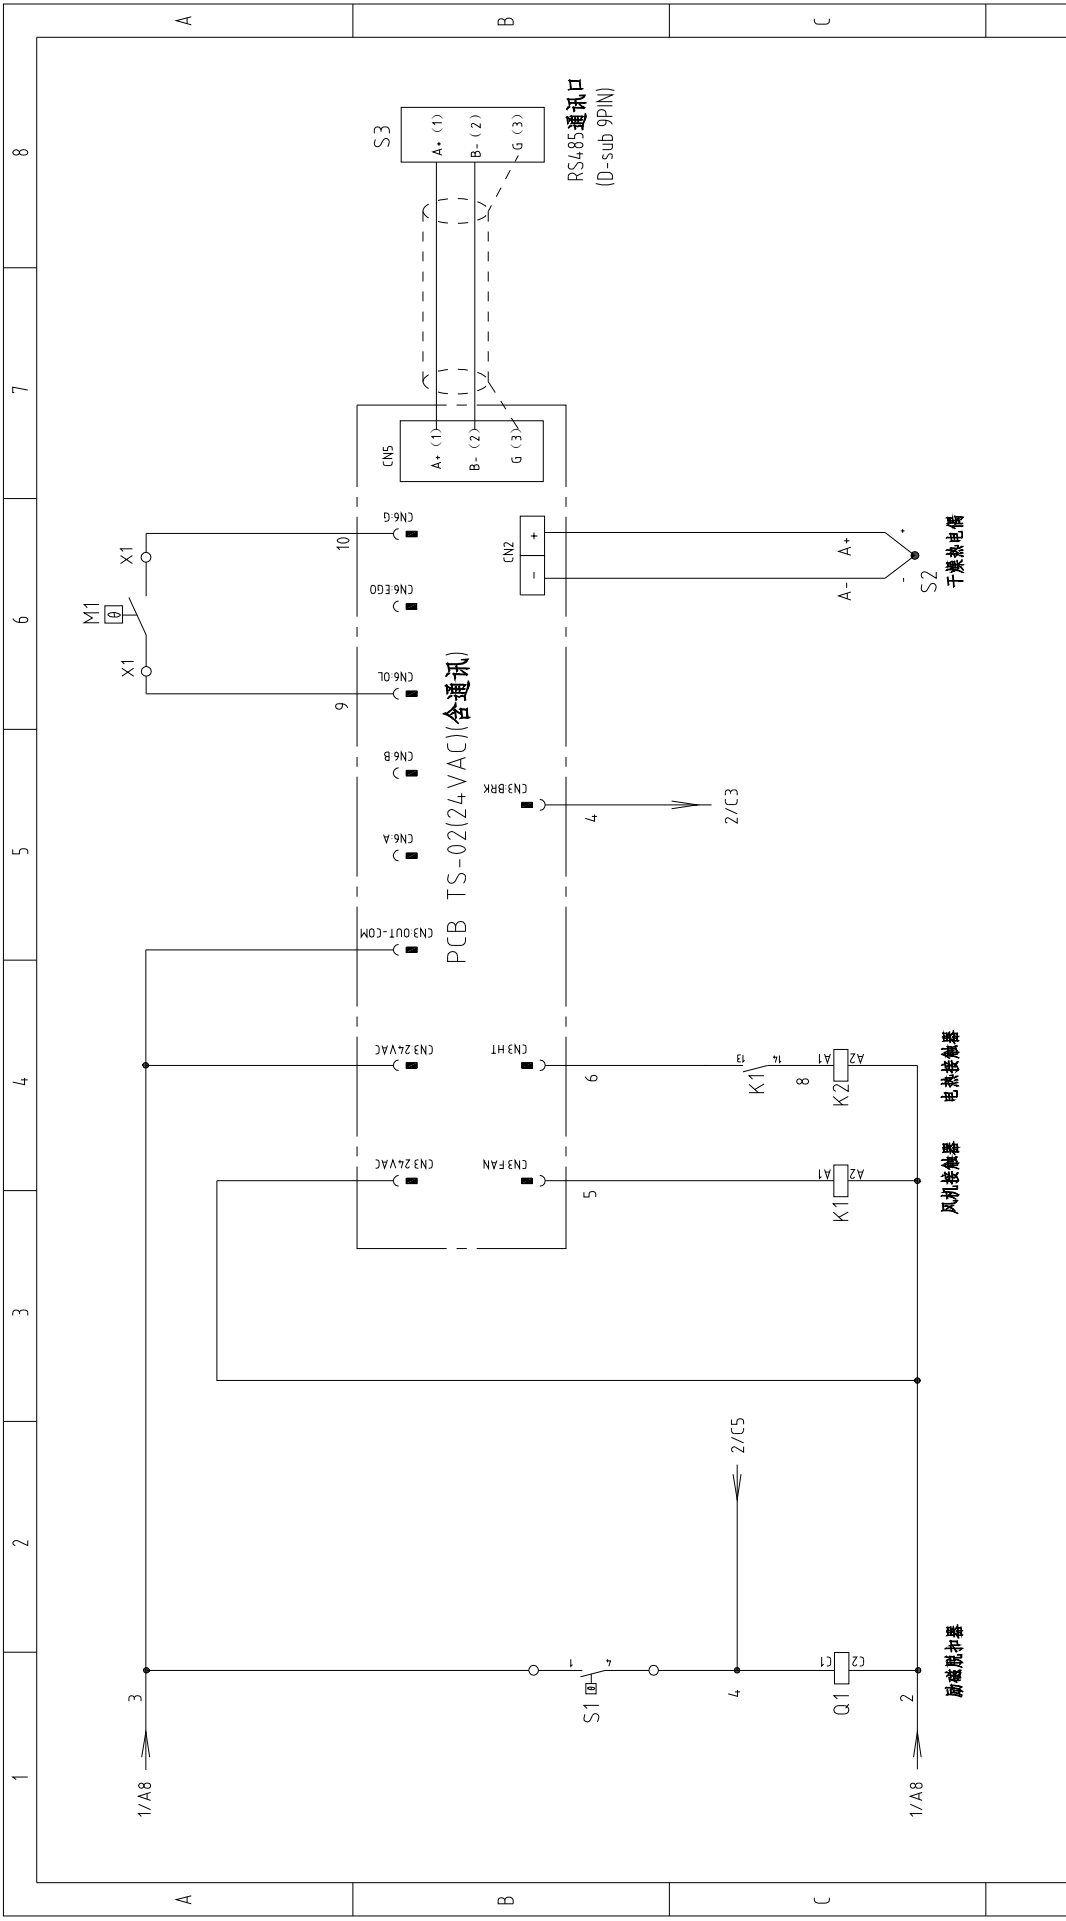 1
2
3
4
5
6
7
8
A
A
B
B
C
C
1/A8
3
1/A8
2
S1
θ
1
4
4
2/C5
Q1
C1
C2
励磁脱扣器
CN3:24VAC
CN3:24VAC
CN3:OUT-COM
CN6:A
CN6:B
CN6:OL
CN6:EGO
CN6:G
9
10
X1
M1
θ
X1
PCB TS-02(24VAC)(含通讯)
CN3:FAN
CN3:HT
CN3:BRK
5
6
4
2/C3
K1
13
14
8
K1
A1
A2
K2
A1
A2
风机接触器
电热接触器
CN2
-
+
A-
A+
-
+
S2
干燥热电偶
CN5
A+ (1)
B- (2)
G (3)
S3
A+ (1)
B- (2)
G (3)
RS485通讯口
(D-sub 9PIN)